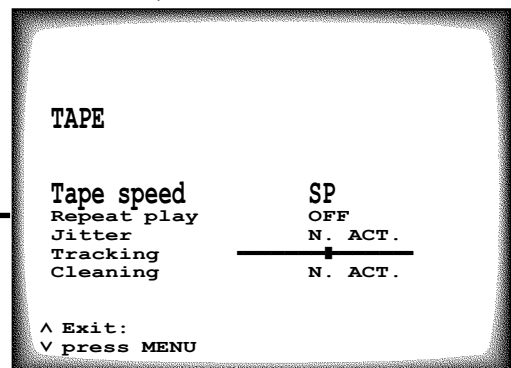 TAPE
Tape speed SP
Repeat play OFF
Jitter N. ACT.
Tracking
Cleaning N. ACT.
∧ Exit:
∨ press MENU